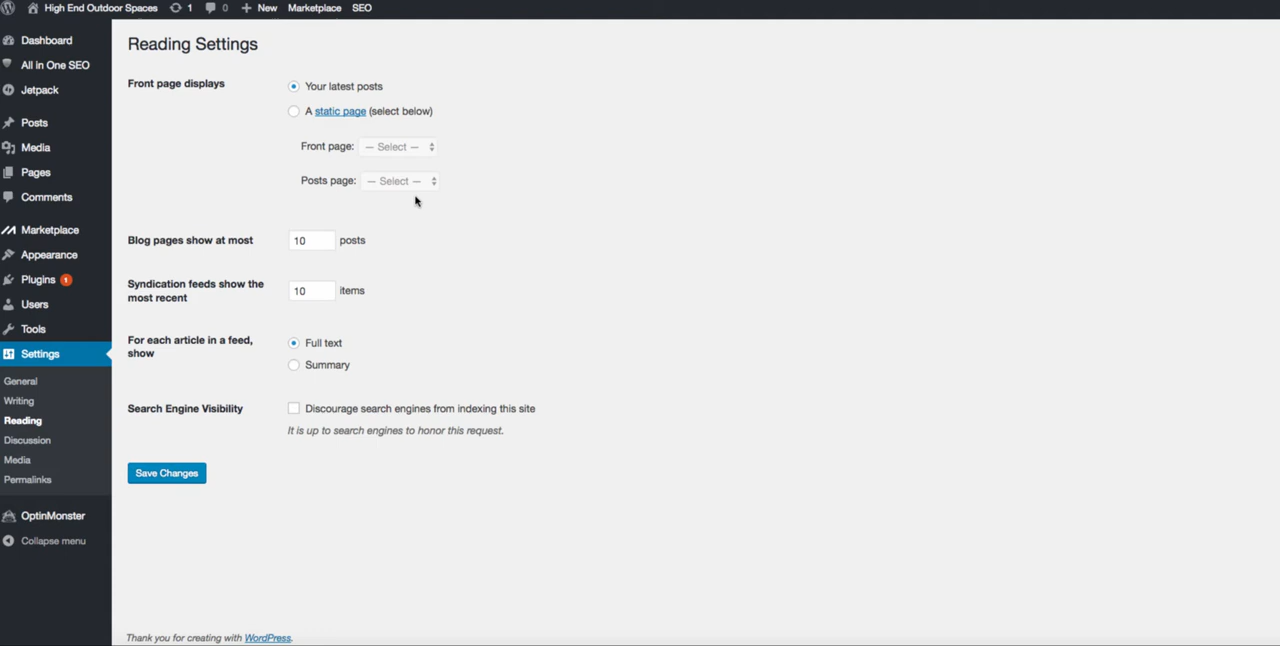 High End Outdoor Spaces 1 0 New Marketplace SEO
Dashboard
All in One SEO
Jetpack
Posts
Media
Pages
Comments
Marketplace
Appearance
Plugins 1
Users
Tools
Settings
General
Writing
Reading
Discussion
Media
Permalinks
OptinMonster
Collapse menu
Reading Settings
Front page displays
Your latest posts
A static page (select below)
Front page: — Select —
Posts page: — Select —
Blog pages show at most
10 posts
Syndication feeds show the
most recent
10 items
For each article in a feed,
show
Full text
Summary
Search Engine Visibility
Discourage search engines from indexing this site
It is up to search engines to honor this request.
Save Changes
Thank you for creating with WordPress.